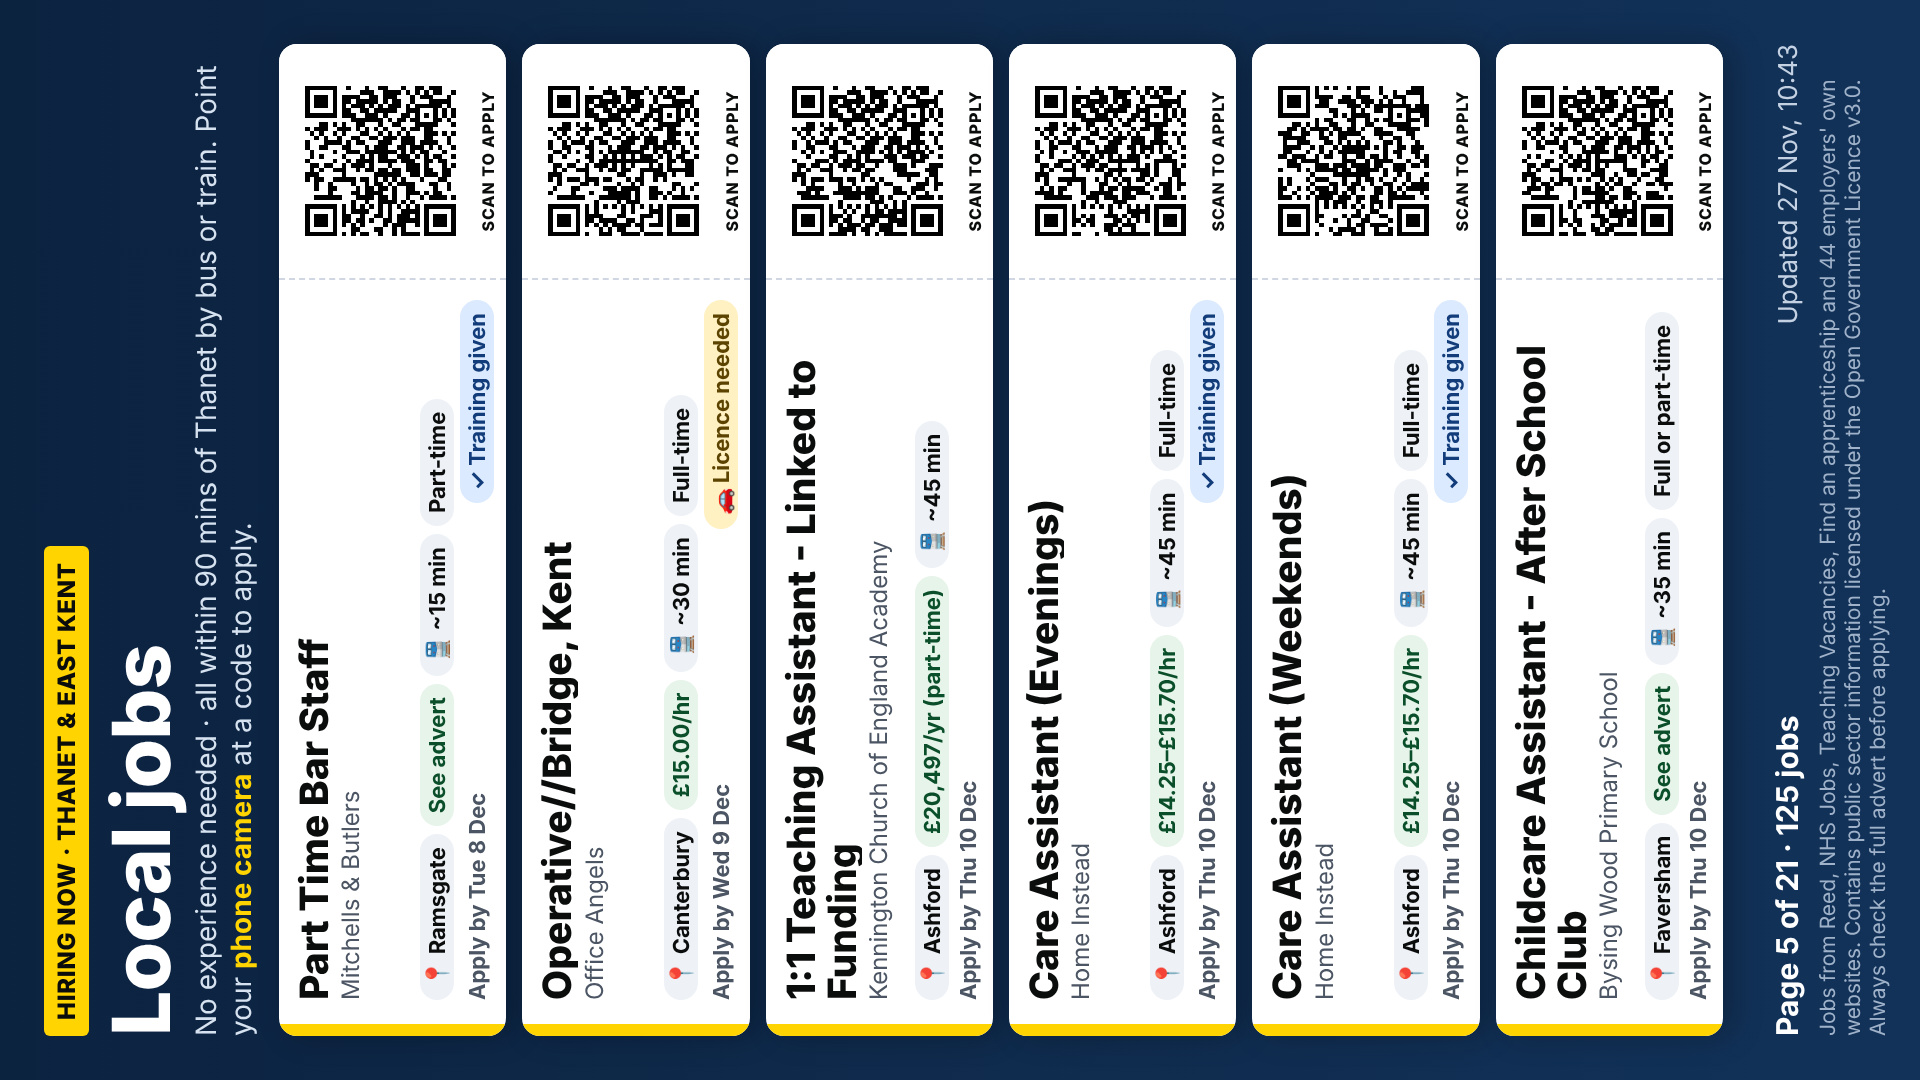 HIRING NOW · THANET & EAST KENT
Local jobs
No experience needed · all within 90 mins of Thanet by bus or train. Point
your phone camera at a code to apply.
Part Time Bar Staff
Mitchells & Butlers
📍 Ramsgate
See advert
🚆 ~15 min
Part-time
Apply by Tue 8 Dec
✓ Training given
SCAN TO APPLY
Operative//Bridge, Kent
Office Angels
📍 Canterbury
£15.00/hr
🚆 ~30 min
Full-time
Apply by Wed 9 Dec
🚗 Licence needed
SCAN TO APPLY
1:1 Teaching Assistant - Linked to
Funding
Kennington Church of England Academy
📍 Ashford
£20,497/yr (part-time)
🚆 ~45 min
Apply by Thu 10 Dec
SCAN TO APPLY
Care Assistant (Evenings)
Home Instead
📍 Ashford
£14.25–£15.70/hr
🚆 ~45 min
Full-time
Apply by Thu 10 Dec
✓ Training given
SCAN TO APPLY
Care Assistant (Weekends)
Home Instead
📍 Ashford
£14.25–£15.70/hr
🚆 ~45 min
Full-time
Apply by Thu 10 Dec
✓ Training given
SCAN TO APPLY
Childcare Assistant - After School
Club
Bysing Wood Primary School
📍 Faversham
See advert
🚆 ~35 min
Full or part-time
Apply by Thu 10 Dec
SCAN TO APPLY
Page 5 of 21 · 125 jobs
Updated 27 Nov, 10:43
Jobs from Reed, NHS Jobs, Teaching Vacancies, Find an apprenticeship and 44 employers' own
websites. Contains public sector information licensed under the Open Government Licence v3.0.
Always check the full advert before applying.